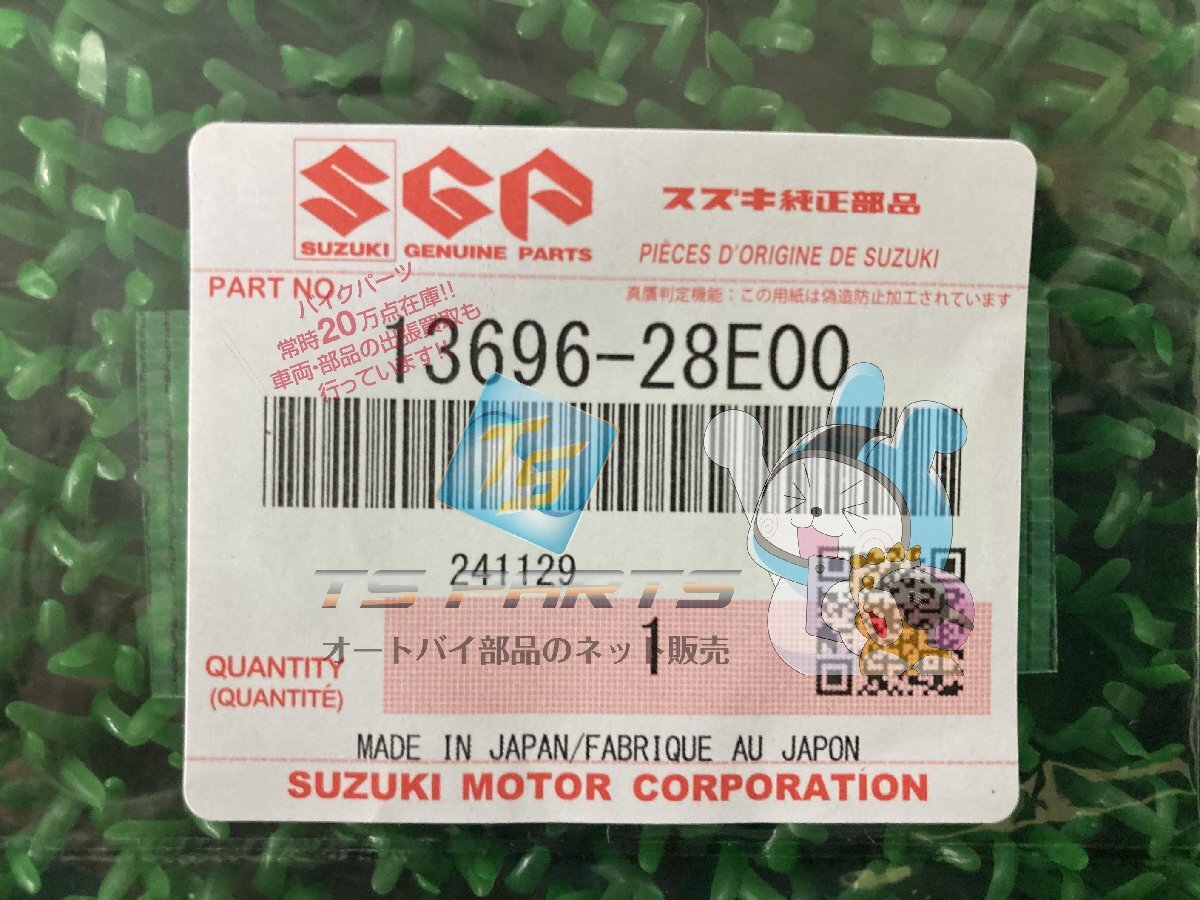 SUZUKI
SGP
GENUINE PARTS
スズキ純正部品
PIÈCES D'ORIGINE DE SUZUKI
PART NO.
真贋判定機能：この用紙は偽造防止加工されています
バイクパーツ
常時20万点在庫!!
車両・部品の出張買取も
行っています!!
13696-28E00
TS
241129
TS PARTS
オートバイ部品のネット販売
1
QUANTITY
(QUANTITÉ)
MADE IN JAPAN/FABRIQUE AU JAPON
SUZUKI MOTOR CORPORATION